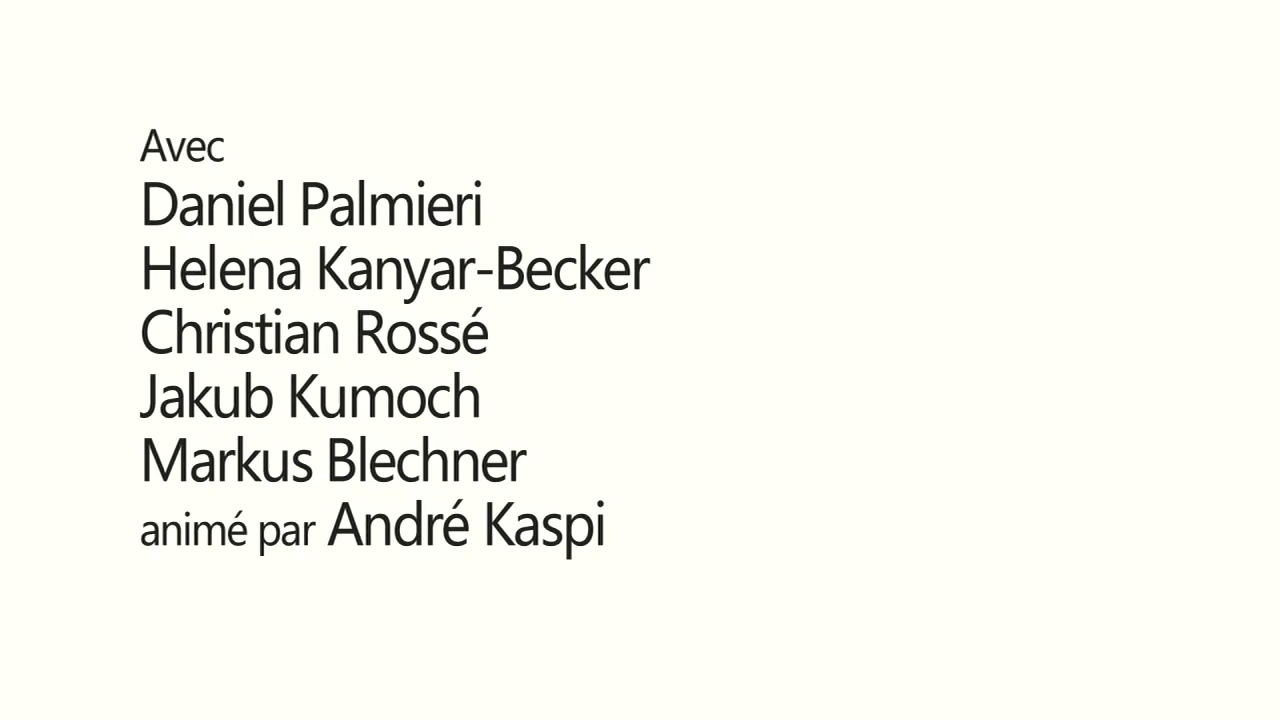 Avec
Daniel Palmieri
Helena Kanyar-Becker
Christian Rossé
Jakub Kumoch
Markus Blechner
animé par André Kaspi